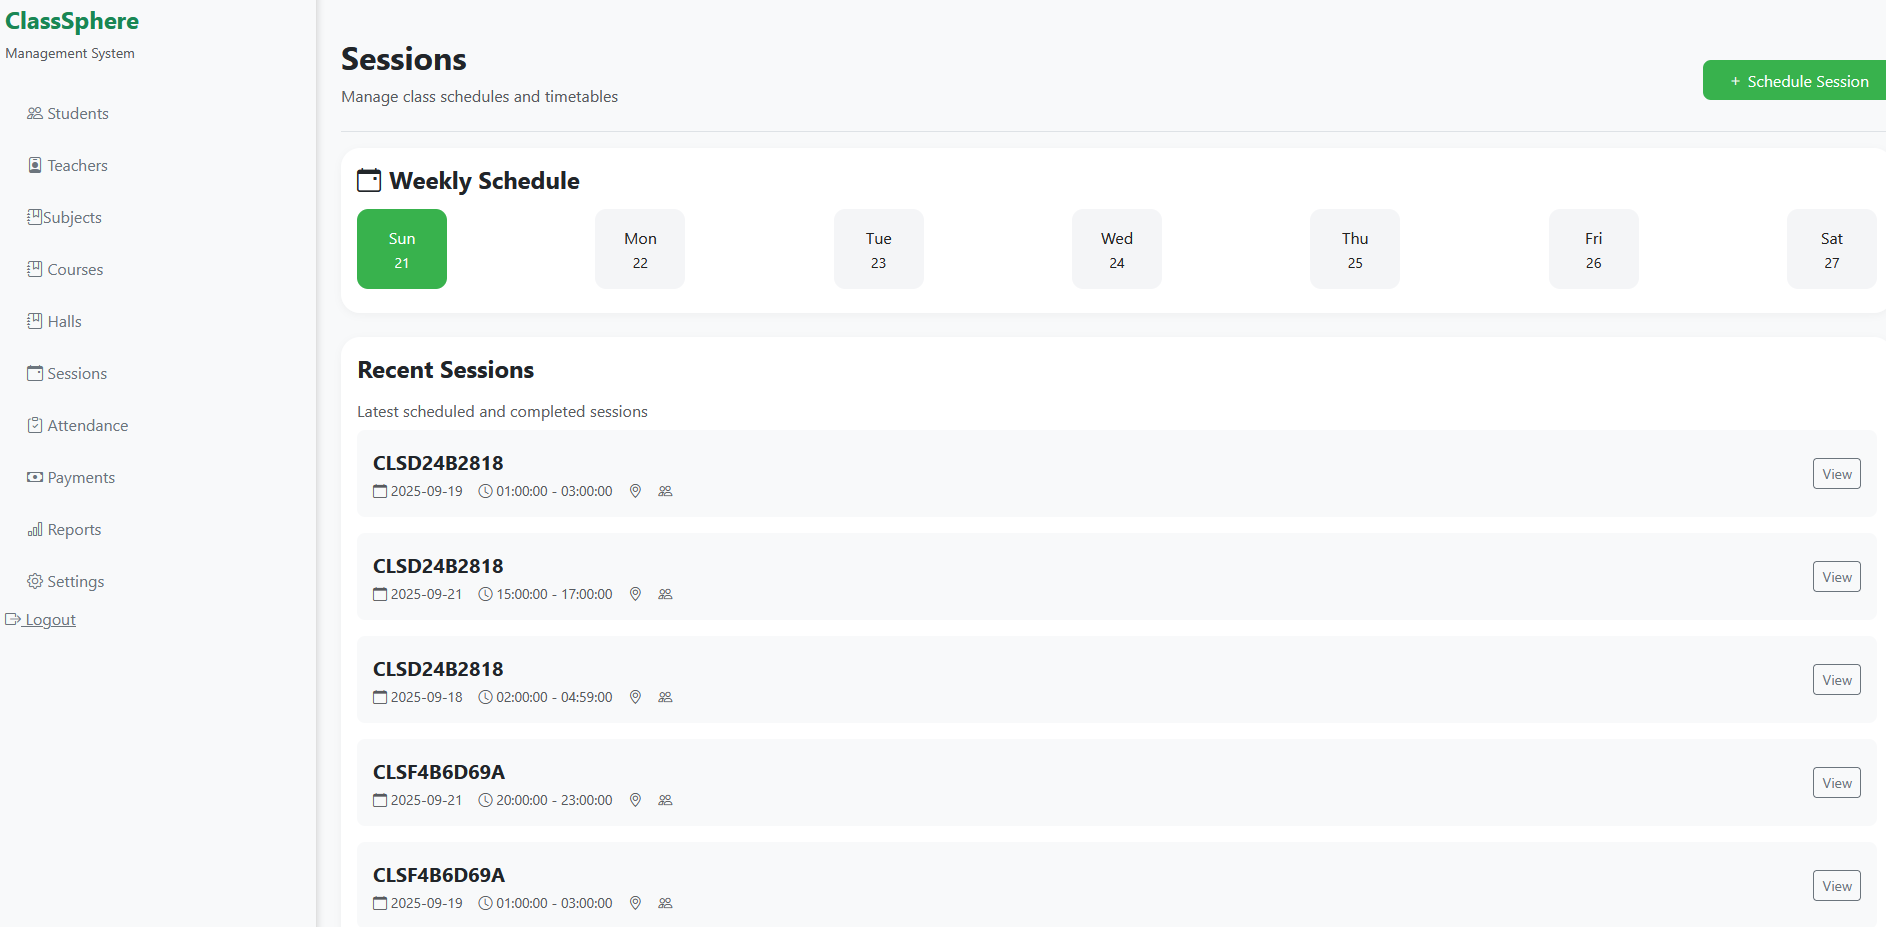 ClassSphere
Management System
Students
Teachers
Subjects
Courses
Halls
Sessions
Attendance
Payments
Reports
Settings
Logout
Sessions
Manage class schedules and timetables
+ Schedule Session
Weekly Schedule
Sun Mon Tue Wed Thu Fri Sat
21 22 23 24 25 26 27
Recent Sessions
Latest scheduled and completed sessions
CLSD24B2818
2025-09-19 01:00:00 - 03:00:00
View
CLSD24B2818
2025-09-21 15:00:00 - 17:00:00
View
CLSD24B2818
2025-09-18 02:00:00 - 04:59:00
View
CLSF4B6D69A
2025-09-21 20:00:00 - 23:00:00
View
CLSF4B6D69A
2025-09-19 01:00:00 - 03:00:00
View